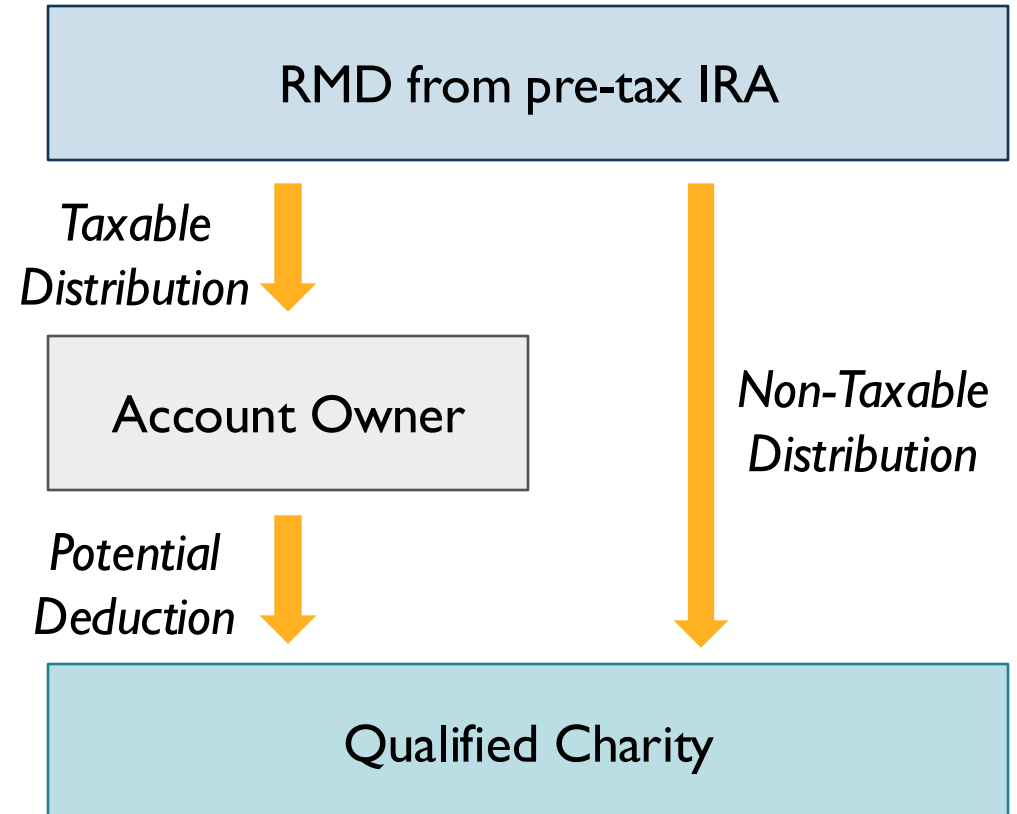 RMD from pre-tax IRA
Taxable
Distribution
Account Owner
Non-Taxable
Distribution
Potential
Deduction
Qualified Charity